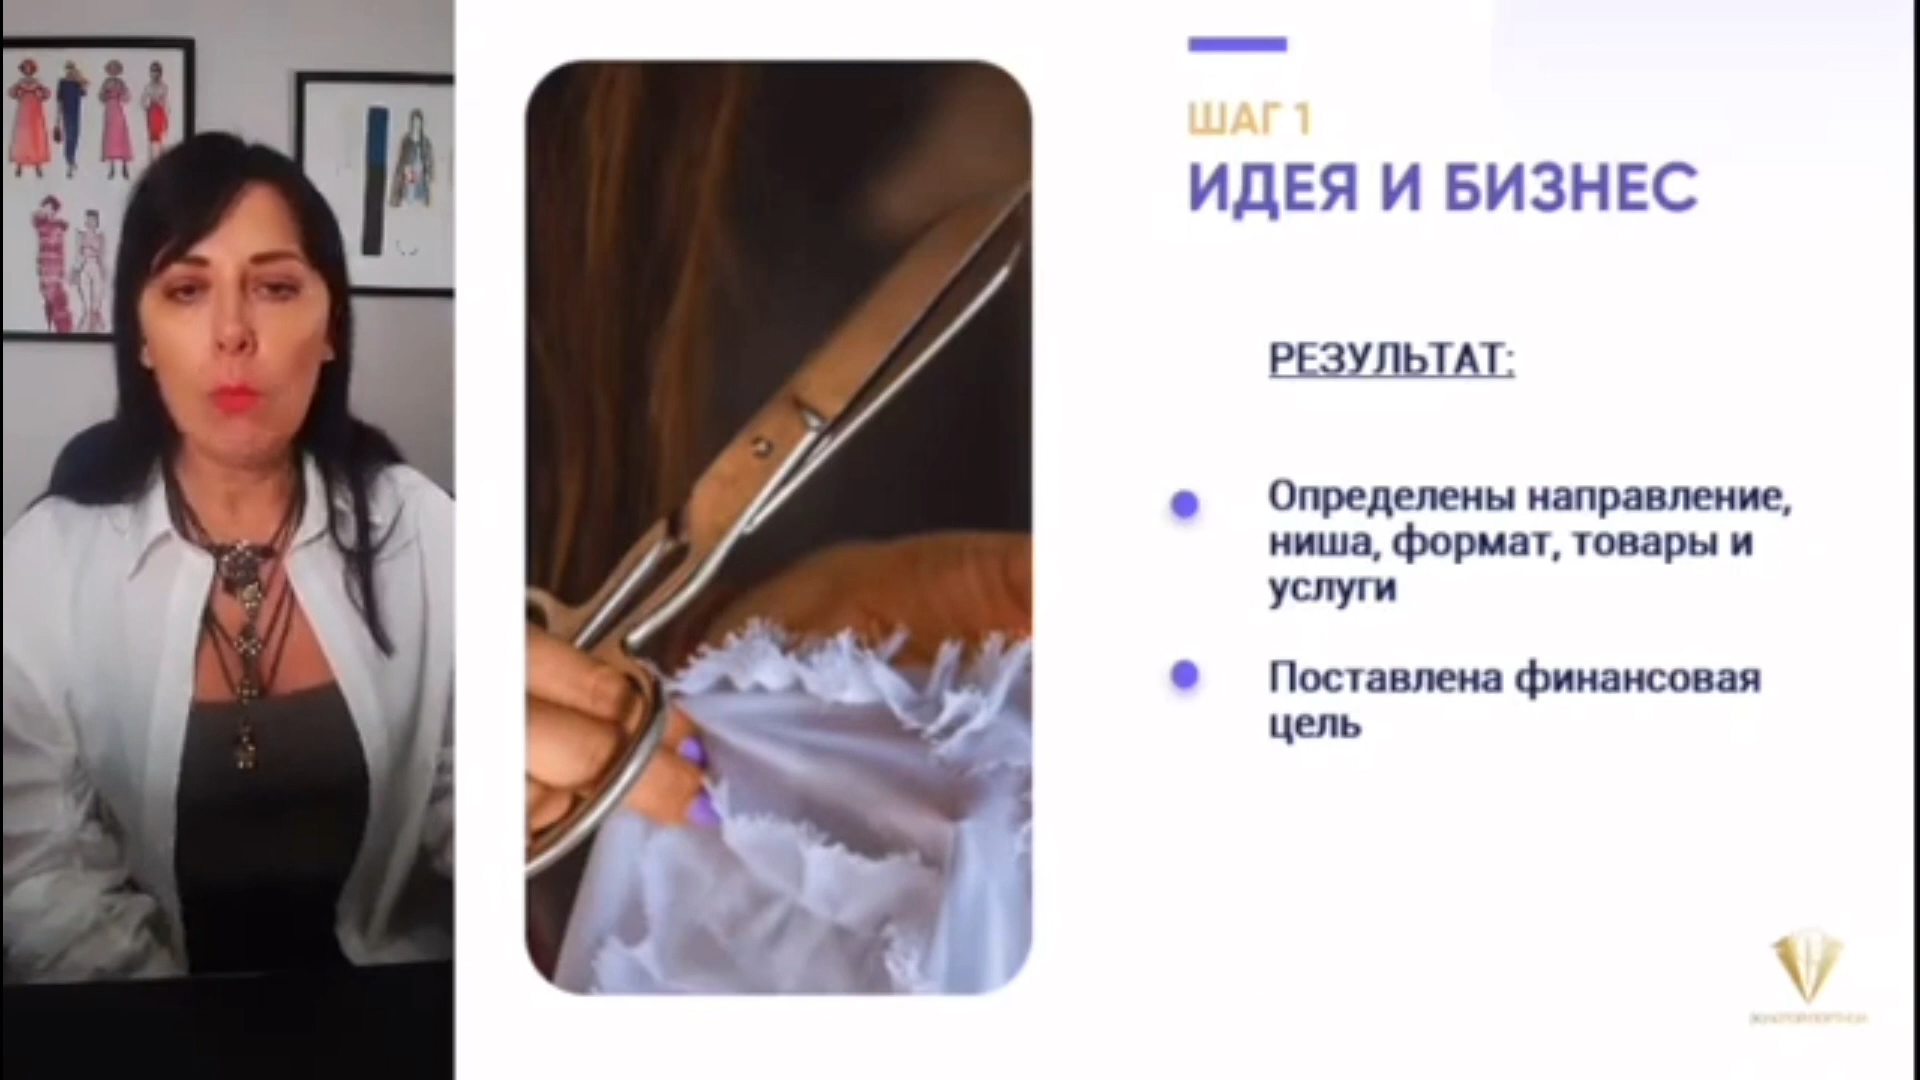 ШАГ 1
ИДЕЯ И БИЗНЕС
РЕЗУЛЬТАТ:
Определены направление,
ниша, формат, товары и
услуги
Поставлена финансовая
цель